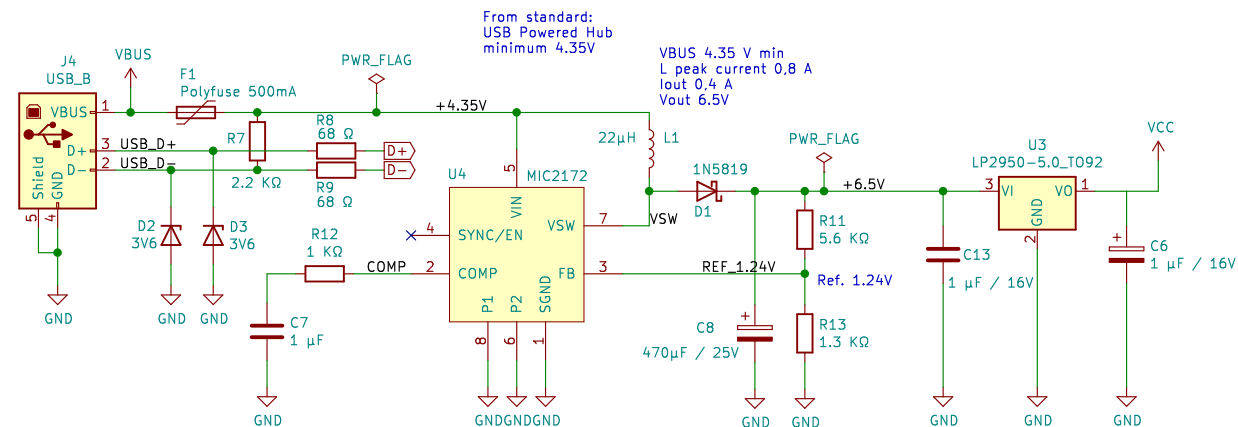 From standard:
USB Powered Hub
minimum 4.35V
VBUS 4.35 V min
L peak current 0,8 A
Iout 0,4 A
Vout 6.5V
J4
USB_B
VBUS
F1
Polyfuse 500mA
PWR_FLAG
+4.35V
VBUS 1
D+ 3 USB_D+
D- 2 USB_D-
Shield
GND
5
4
GND
R7
2.2 KΩ
R8
68 Ω
D+
D-
R9
68 Ω
D2
3V6
GND
D3
3V6
GND
R12
1 KΩ
COMP
C7
1 µF
GND
U4
MIC2172
5
VIN
4 SYNC/EN
2 COMP
VSW 7
FB 3
P1
P2
SGND
8
6
1
GND
GND
GND
22µH
L1
VSW
1N5819
D1
PWR_FLAG
+6.5V
R11
5.6 KΩ
REF_1.24V
Ref. 1.24V
C8
470µF / 25V
+
GND
R13
1.3 KΩ
GND
C13
1 µF / 16V
GND
U3
LP2950-5.0_TO92
3 VI
VO 1
GND
2
GND
VCC
+
C6
1 µF / 16V
GND